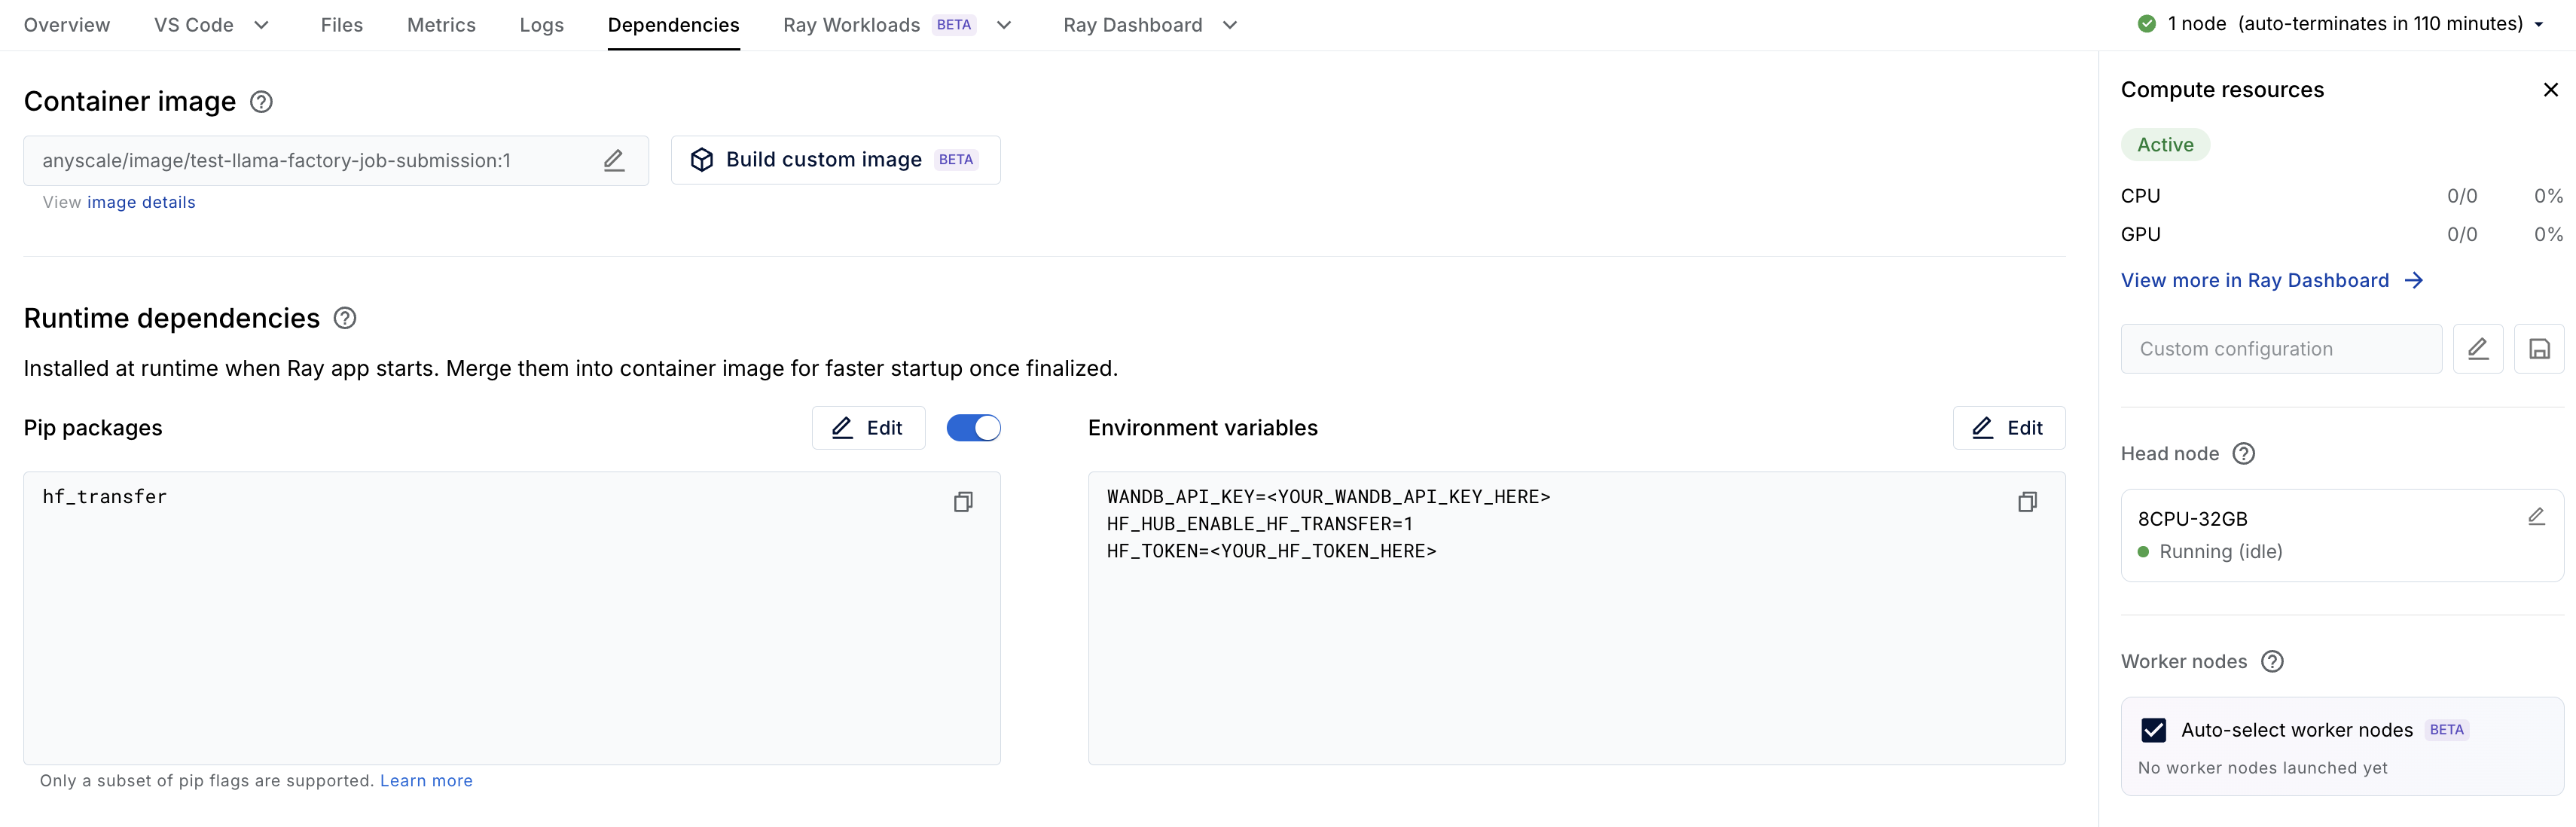 Overview VS Code Files Metrics Logs Dependencies Ray Workloads BETA Ray Dashboard 1 node (auto-terminates in 110 minutes)
Container image
anyscale/image/test-llama-factory-job-submission:1
Build custom image BETA
View image details
Runtime dependencies
Installed at runtime when Ray app starts. Merge them into container image for faster startup once finalized.
Pip packages
Edit
hf_transfer
Only a subset of pip flags are supported. Learn more
Environment variables
Edit
WANDB_API_KEY=<YOUR_WANDB_API_KEY_HERE>
HF_HUB_ENABLE_HF_TRANSFER=1
HF_TOKEN=<YOUR_HF_TOKEN_HERE>
Compute resources
Active
CPU 0/0 0%
GPU 0/0 0%
View more in Ray Dashboard
Custom configuration
Head node
8CPU-32GB
Running (idle)
Worker nodes
Auto-select worker nodes BETA
No worker nodes launched yet